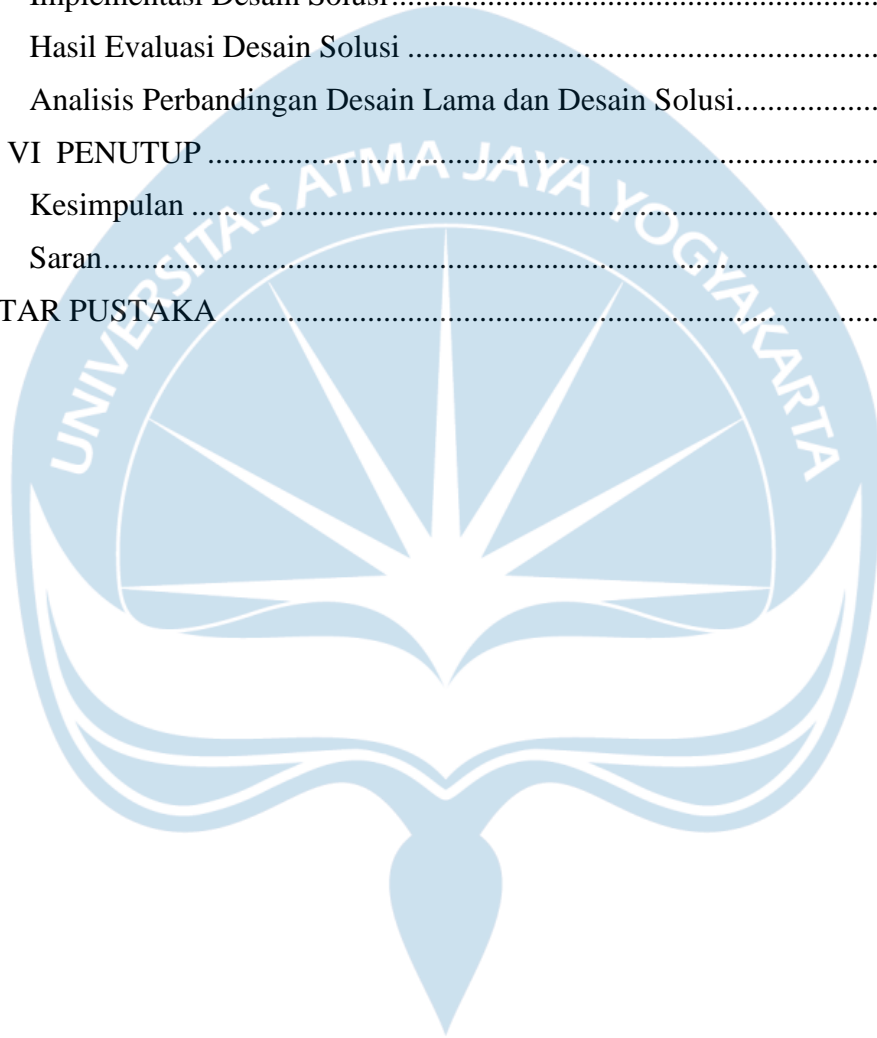 Implementasi Desain Solusi..........................................................
Hasil Evaluasi Desain Solusi ........................................................
Analisis Perbandingan Desain Lama dan Desain Solusi..................
VI PENUTUP ....................................................................................
Kesimpulan ......................................................................................
Saran..................................................................................................
TAR PUSTAKA ..................................................................................
UNIVERSITAS ATMA JAYA YOGYAKARTA